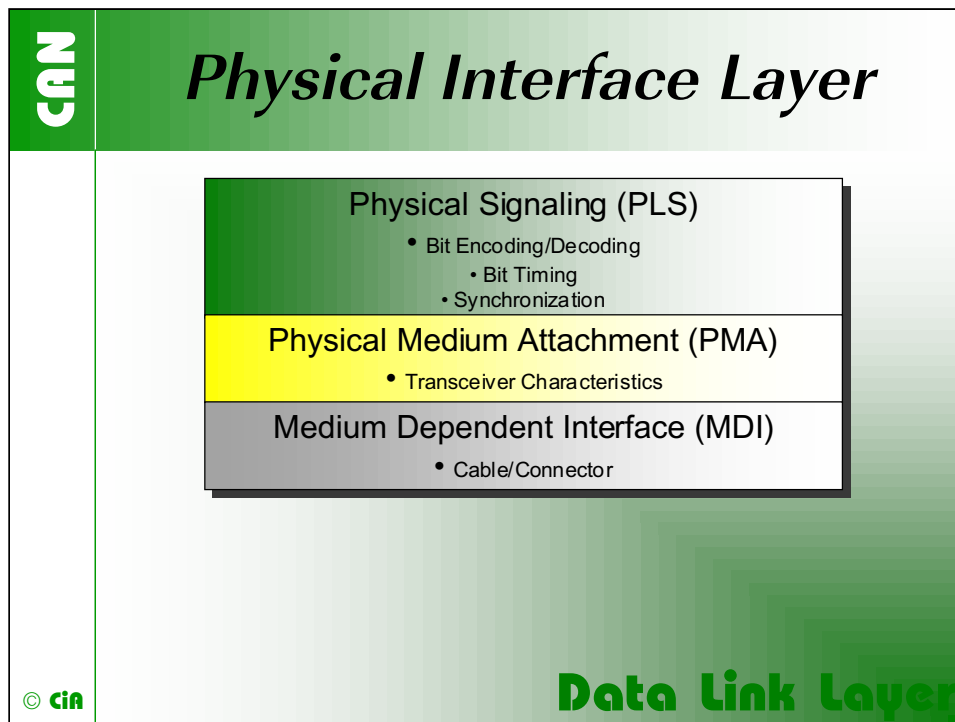 CAN
Physical Interface Layer
Physical Signaling (PLS)
• Bit Encoding/Decoding
• Bit Timing
• Synchronization
Physical Medium Attachment (PMA)
• Transceiver Characteristics
Medium Dependent Interface (MDI)
• Cable/Connector
© CiA
Data Link Layer